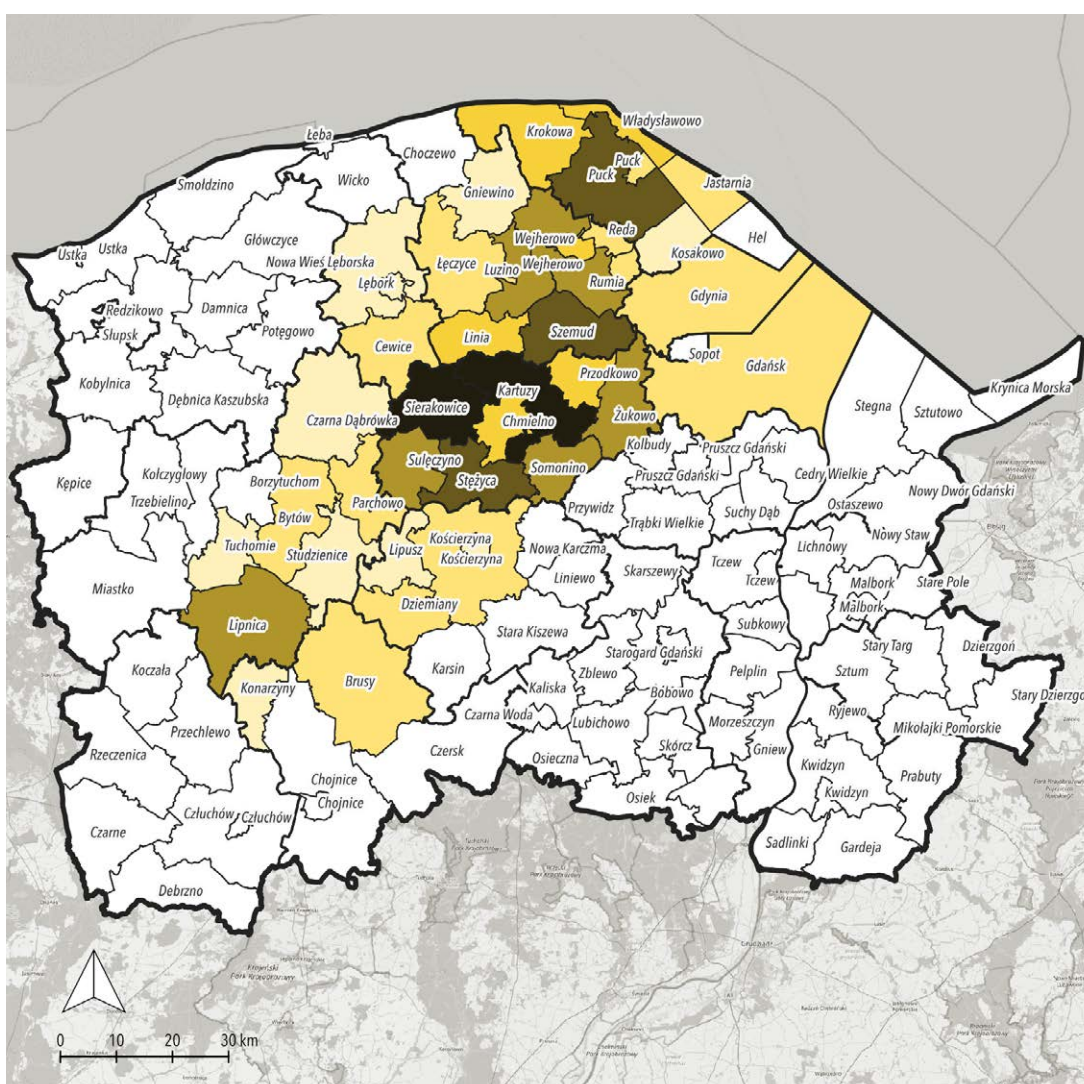 Władysławowo
Krokowa
Łeba
Choczewo
Puck
Puck
Wicko
Jastarnia
Smołdzino
Gniewino
Reda
Hel
Wejherowo
Główczyce
Ustka
Ustka
Kosakowo
Nowa Wieś Lęborska
Łęczyce
Luzino
Wejherowo
Lębork
Rumia
Gdynia
Redzikowo
Damnica
Słupsk
Potęgowo
Szemud
Linia
Cewice
Sopot
Gdańsk
Przodkowo
Kobylnica
Krynica Morska
Kartuzy
Sierakowice
Dębnica Kaszubska
Stegna
Sztutowo
Czarna Dąbrówka
Chmielno
Żukowo
Kolbudy
Pruszcz Gdański
Sulęczyno
Somonino
Kołczygłowy
Pruszcz Gdański
Cedry Wielkie
Stężyca
Kępice
Borzytuchom
Nowy Dwór Gdański
Trzebielino
Parchowo
Przywidz
Suchy Dąb
Ostaszewo
Bytów
Trąbki Wielkie
Kościerzyna
Nowy Staw
Tuchomie
Lipusz
Lichnowy
Studzienice
Nowa Karczma
Kościerzyna
Tczew
Skarszewy
Liniewo
Tczew
Malbork
Stare Pole
Miastko
Dziemiany
Malbork
Lipnica
Subkowy
Stara Kiszewa
Dzierzgoń
Starogard Gdański
Stary Targ
Koczała
Karsin
Zblewo
Pelplin
Sztum
Brusy
Konarzyny
Kaliska
Bobowo
Stary Dzierzgo
Czarna Woda
Ryjewo
Przechlewo
Lubichowo
Morzeszczyn
Mikołajki Pomorskie
Rzeczenica
Czersk
Skórcz
Gniew
Osieczna
Kwidzyn
Chojnice
Prabuty
Kwidzyn
Osiek
Chojnice
Człuchów
Człuchów
Czarne
Sadlinki
Gardeja
Debrzno
0 10 20 30 km